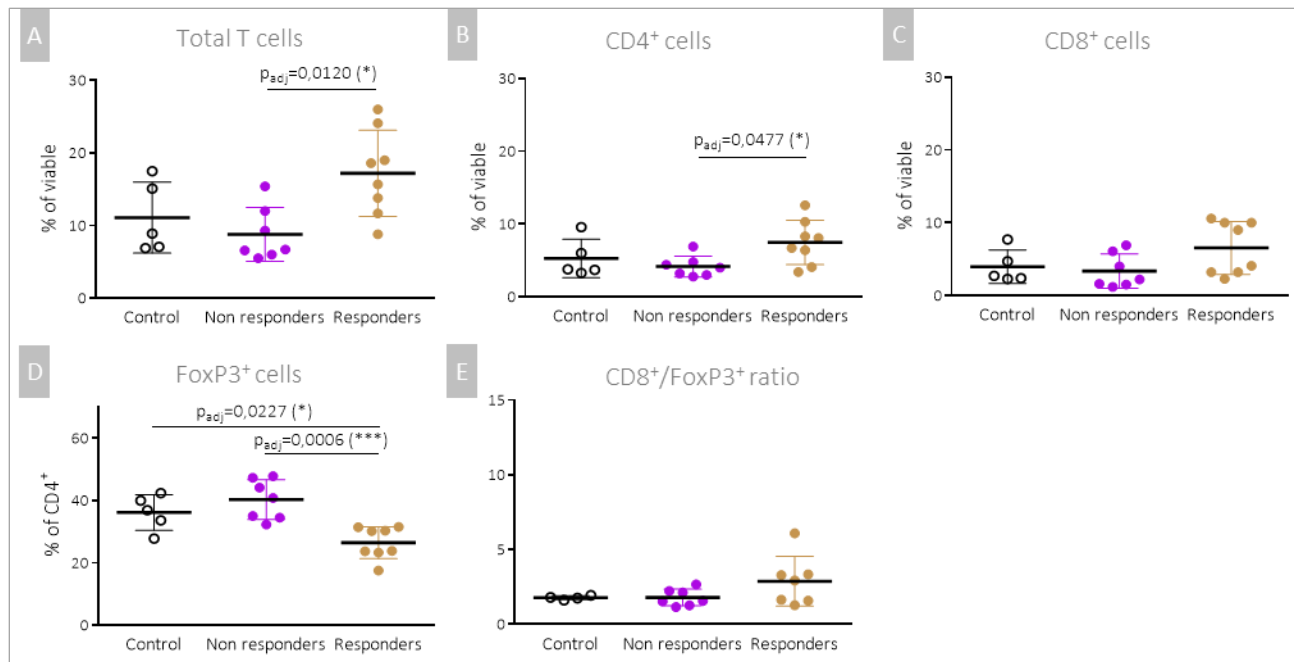 A
Total T cells
p_adj=0,0120 (*)
% of viable
30
20
10
0
Control Non responders Responders
B
CD4⁺ cells
p_adj=0,0477 (*)
% of viable
30
20
10
0
Control Non responders Responders
C
CD8⁺ cells
% of viable
30
20
10
0
Control Non responders Responders
D
FoxP3⁺ cells
p_adj=0,0227 (*)
p_adj=0,0006 (***)
% of CD4⁺
60
40
20
0
Control Non responders Responders
E
CD8⁺/FoxP3⁺ ratio
15
10
5
0
Control Non responders Responders